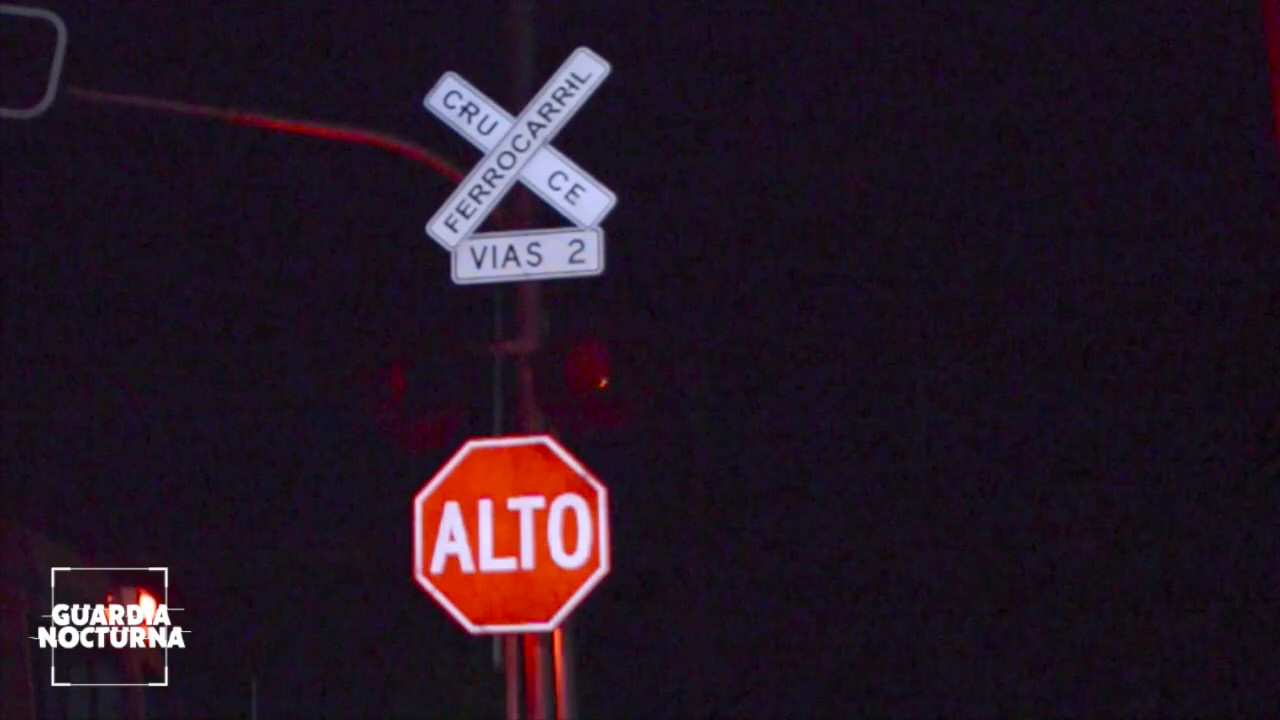 CRUCE
FERROCARRIL
VIAS 2
ALTO
GUARDIA
NOCTURNA